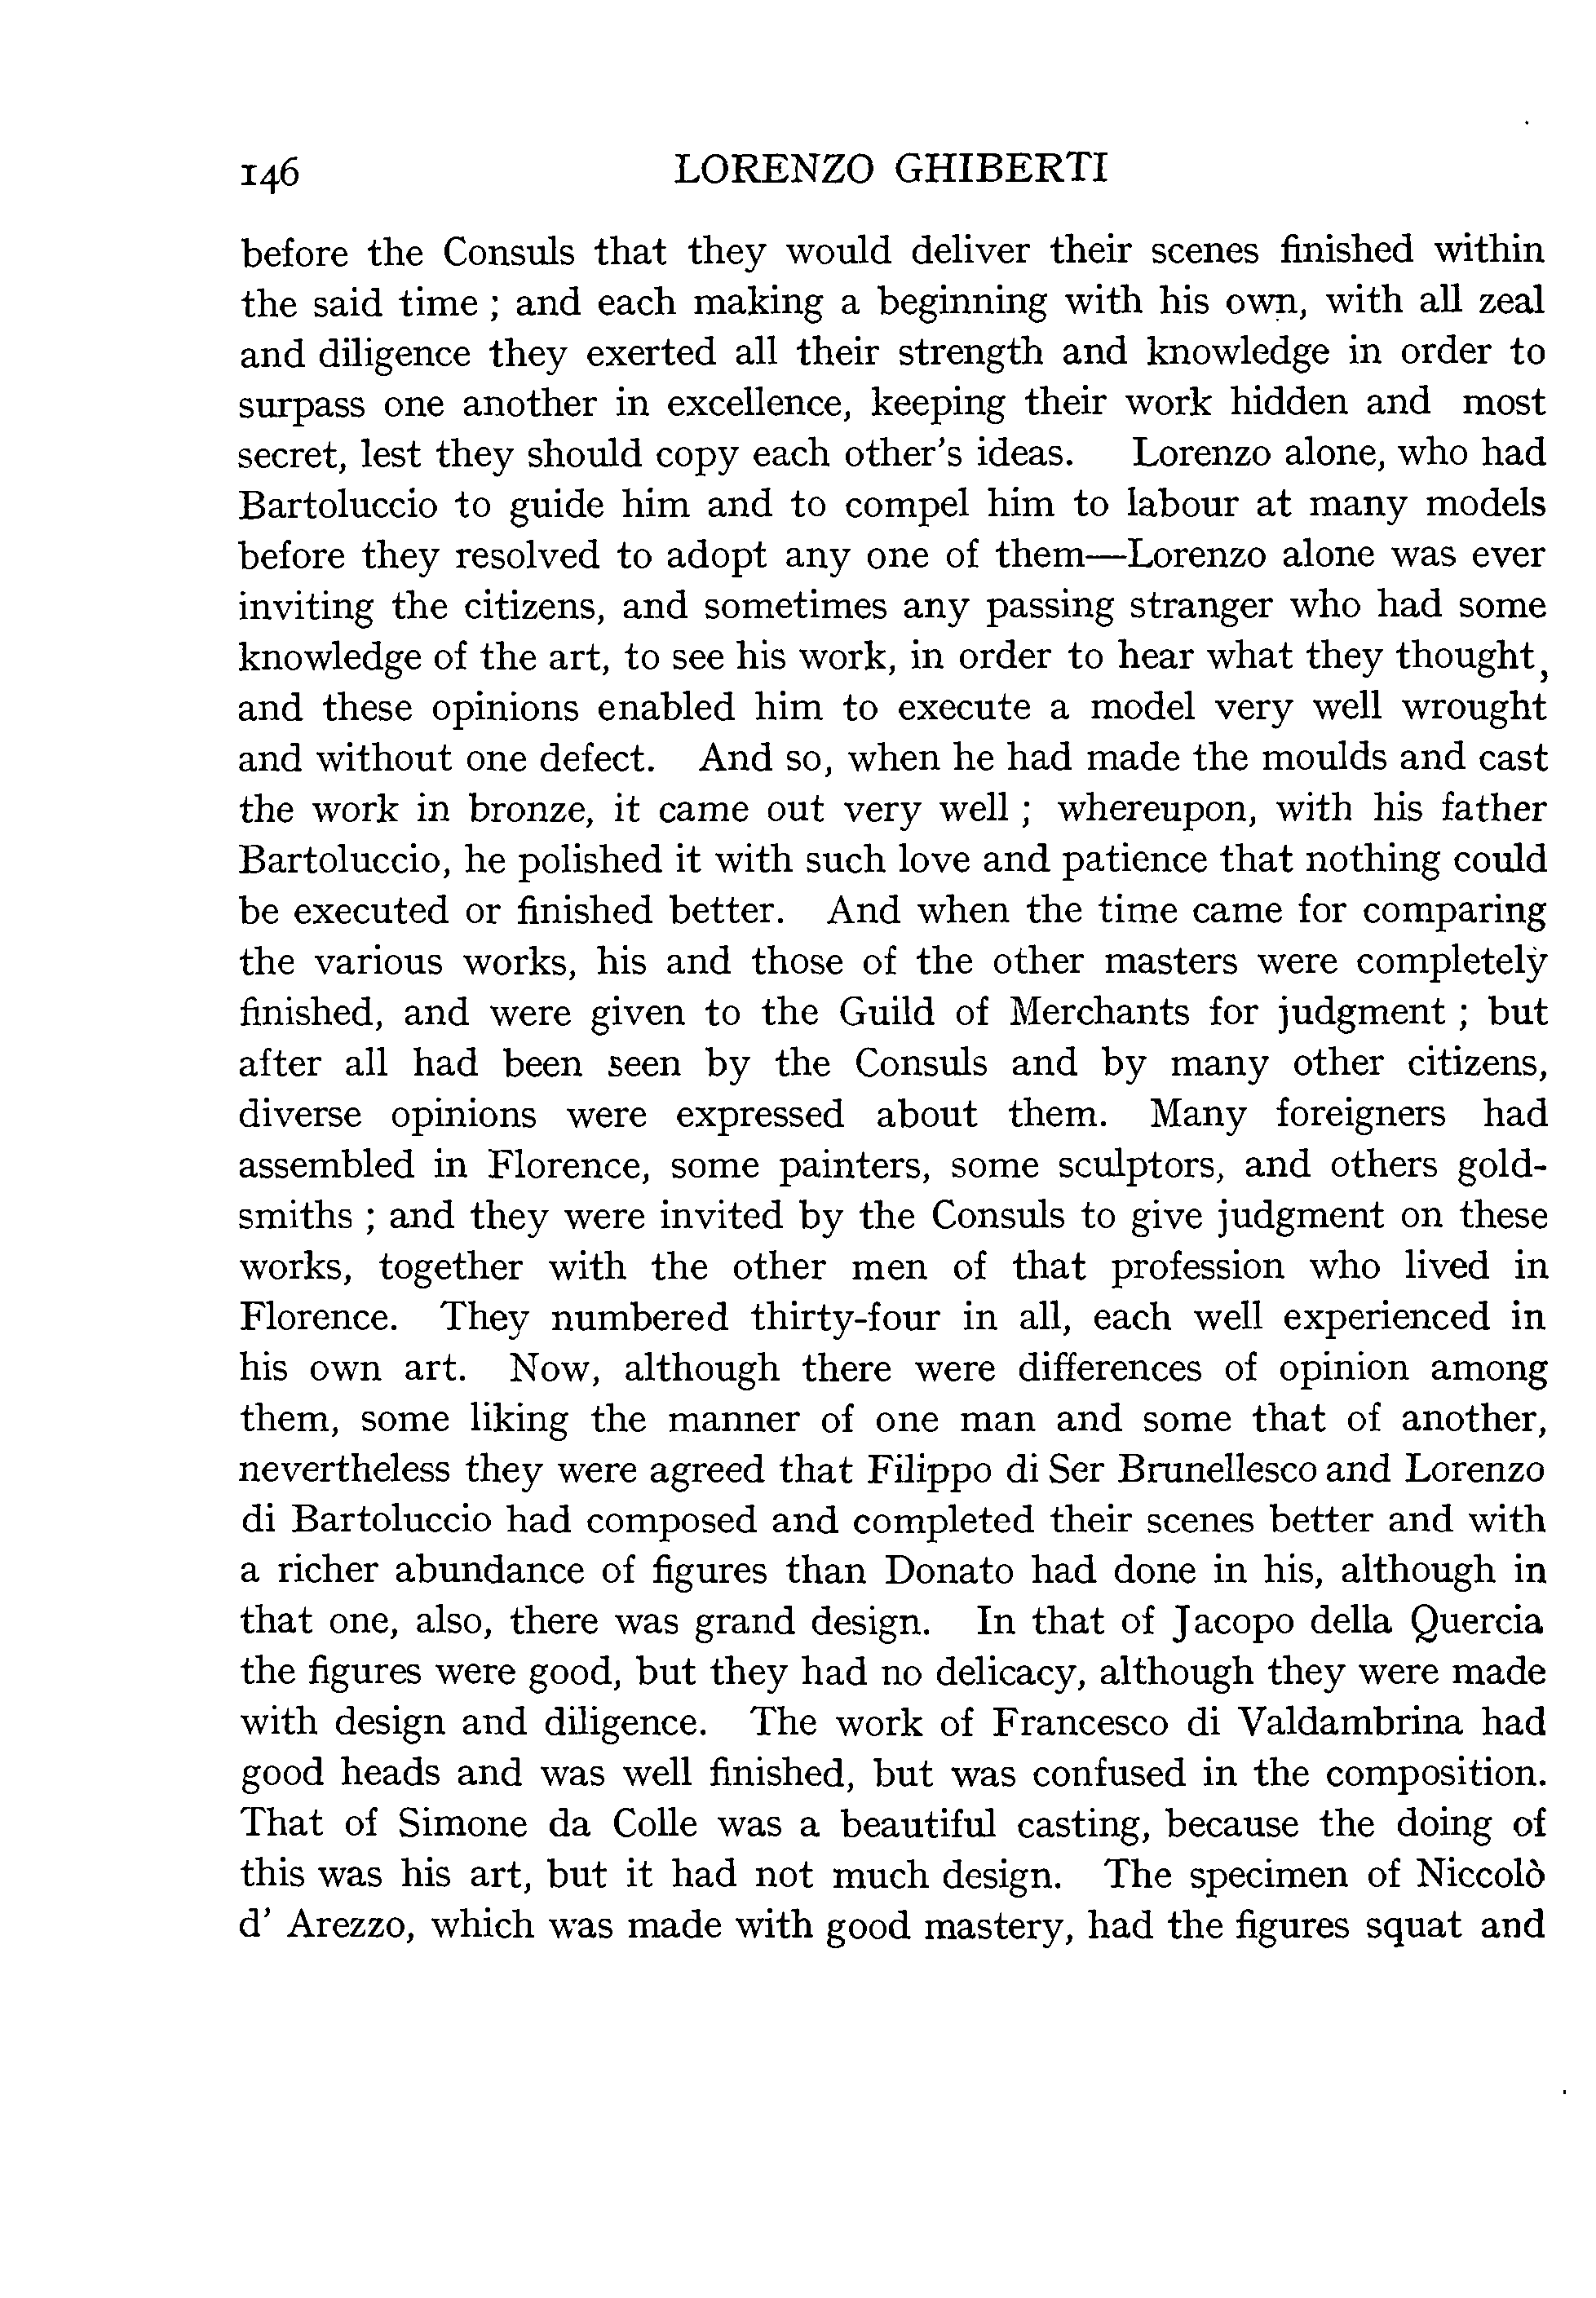 146 LORENZO GHIBERTI
before the Consuls that they would deliver their scenes finished within
the said time ; and each making a beginning with his own, with all zeal
and diligence they exerted all their strength and knowledge in order to
surpass one another in excellence, keeping their work hidden and most
secret, lest they should copy each other's ideas. Lorenzo alone, who had
Bartoluccio to guide him and to compel him to labour at many models
before they resolved to adopt any one of them—Lorenzo alone was ever
inviting the citizens, and sometimes any passing stranger who had some
knowledge of the art, to see his work, in order to hear what they thought,
and these opinions enabled him to execute a model very well wrought
and without one defect. And so, when he had made the moulds and cast
the work in bronze, it came out very well ; whereupon, with his father
Bartoluccio, he polished it with such love and patience that nothing could
be executed or finished better. And when the time came for comparing
the various works, his and those of the other masters were completely
finished, and were given to the Guild of Merchants for judgment ; but
after all had been seen by the Consuls and by many other citizens,
diverse opinions were expressed about them. Many foreigners had
assembled in Florence, some painters, some sculptors, and others gold-
smiths ; and they were invited by the Consuls to give judgment on these
works, together with the other men of that profession who lived in
Florence. They numbered thirty-four in all, each well experienced in
his own art. Now, although there were differences of opinion among
them, some liking the manner of one man and some that of another,
nevertheless they were agreed that Filippo di Ser Brunellesco and Lorenzo
di Bartoluccio had composed and completed their scenes better and with
a richer abundance of figures than Donato had done in his, although in
that one, also, there was grand design. In that of Jacopo della Quercia
the figures were good, but they had no delicacy, although they were made
with design and diligence. The work of Francesco di Valdambrina had
good heads and was well finished, but was confused in the composition.
That of Simone da Colle was a beautiful casting, because the doing of
this was his art, but it had not much design. The specimen of Niccolò
d' Arezzo, which was made with good mastery, had the figures squat and